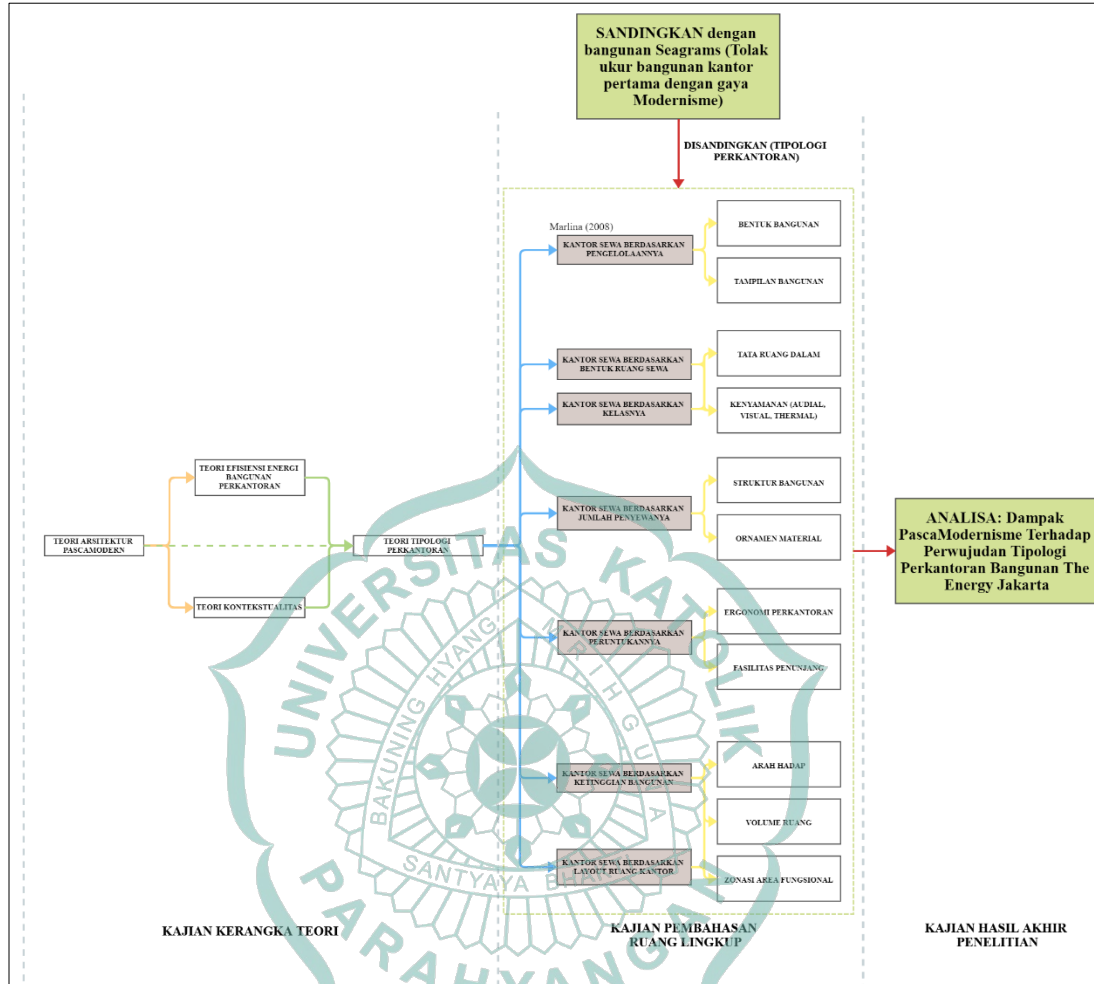 SANDINGKAN dengan
bangunan Seagrams (Tolak
ukur bangunan kantor
pertama dengan gaya
Modernisme)
DISANDINGKAN (TIPOLOGI
PERKANTORAN)
Marlina (2008)
KANTOR SEWA BERDASARKAN
PENGELOLAANNYA
BENTUK BANGUNAN
TAMPILAN BANGUNAN
KANTOR SEWA BERDASARKAN
BENTUK RUANG SEWA
KANTOR SEWA BERDASARKAN
KELASNYA
TATA RUANG DALAM
KENYAMANAN (AUDIAL,
VISUAL, THERMAL)
TEORI ARSITEKTUR
PASCAMODERN
TEORI EFISIENSI ENERGI
BANGUNAN
PERKANTORAN
TEORI KONTEKSTUALITAS
TEORI TIPOLOGI
PERKANTORAN
KANTOR SEWA BERDASARKAN
JUMLAH PENYEWANYA
STRUKTUR BANGUNAN
ORNAMEN MATERIAL
KANTOR SEWA BERDASARKAN
PERUNTUKANNYA
ERGONOMI PERKANTORAN
FASILITAS PENUNJANG
KANTOR SEWA BERDASARKAN
KETINGGIAN BANGUNAN
KANTOR SEWA BERDASARKAN
LAYOUT RUANG KANTOR
ARAH HADAP
VOLUME RUANG
ZONASI AREA FUNGSIONAL
ANALISA: Dampak
PascaModernisme Terhadap
Perwujudan Tipologi
Perkantoran Bangunan The
Energy Jakarta
KAJIAN KERANGKA TEORI
KAJIAN PEMBAHASAN
RUANG LINGKUP
KAJIAN HASIL AKHIR
PENELITIAN
UNIVERSITAS KATOLIK
PARAHYANGAN
BAKUNING HYANG MRIH GUNA
SANTYAYA BHAKTI